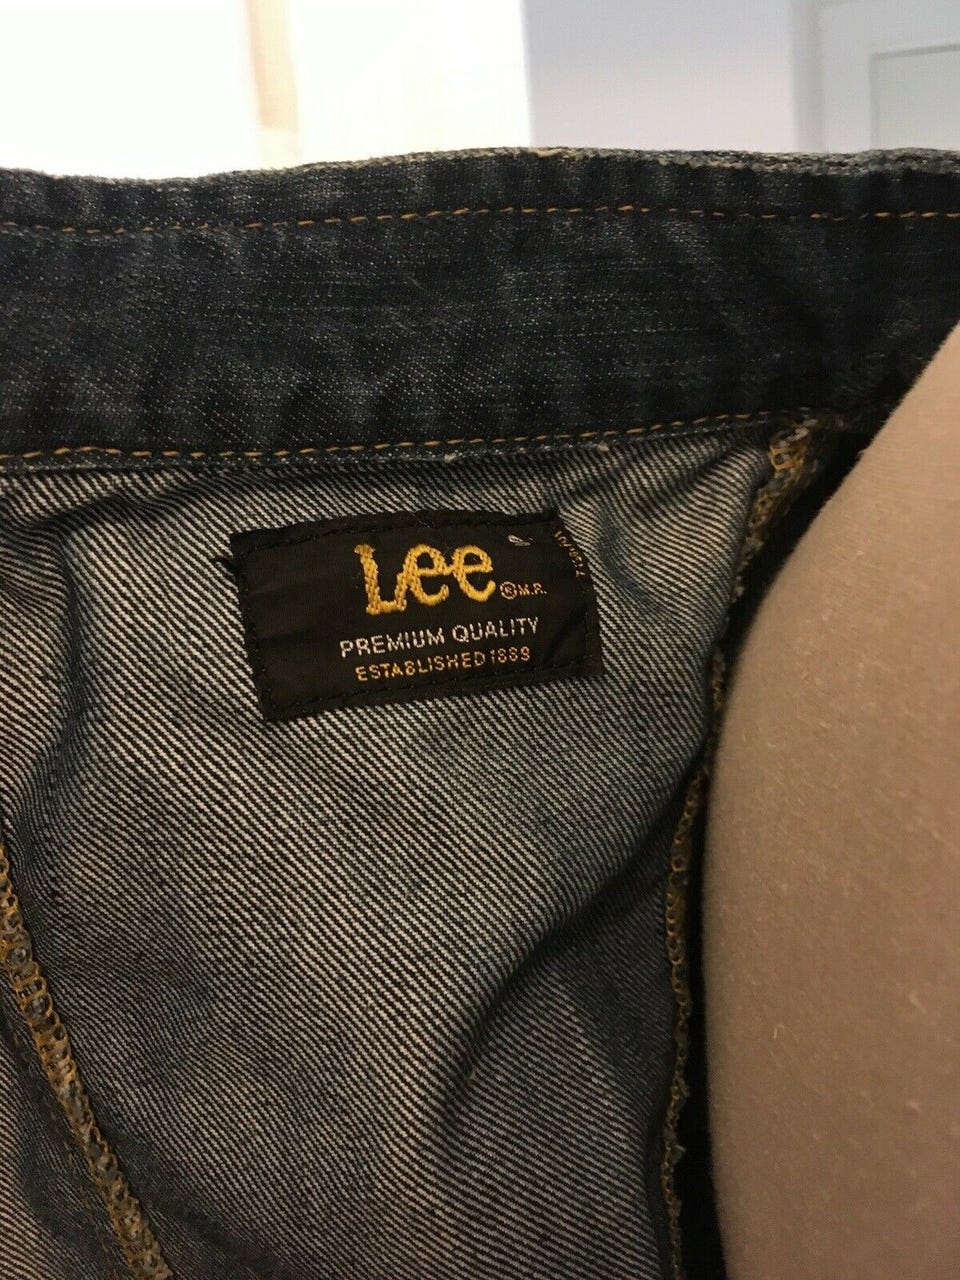 Lee ® M.R.
PREMIUM QUALITY
ESTABLISHED 1889